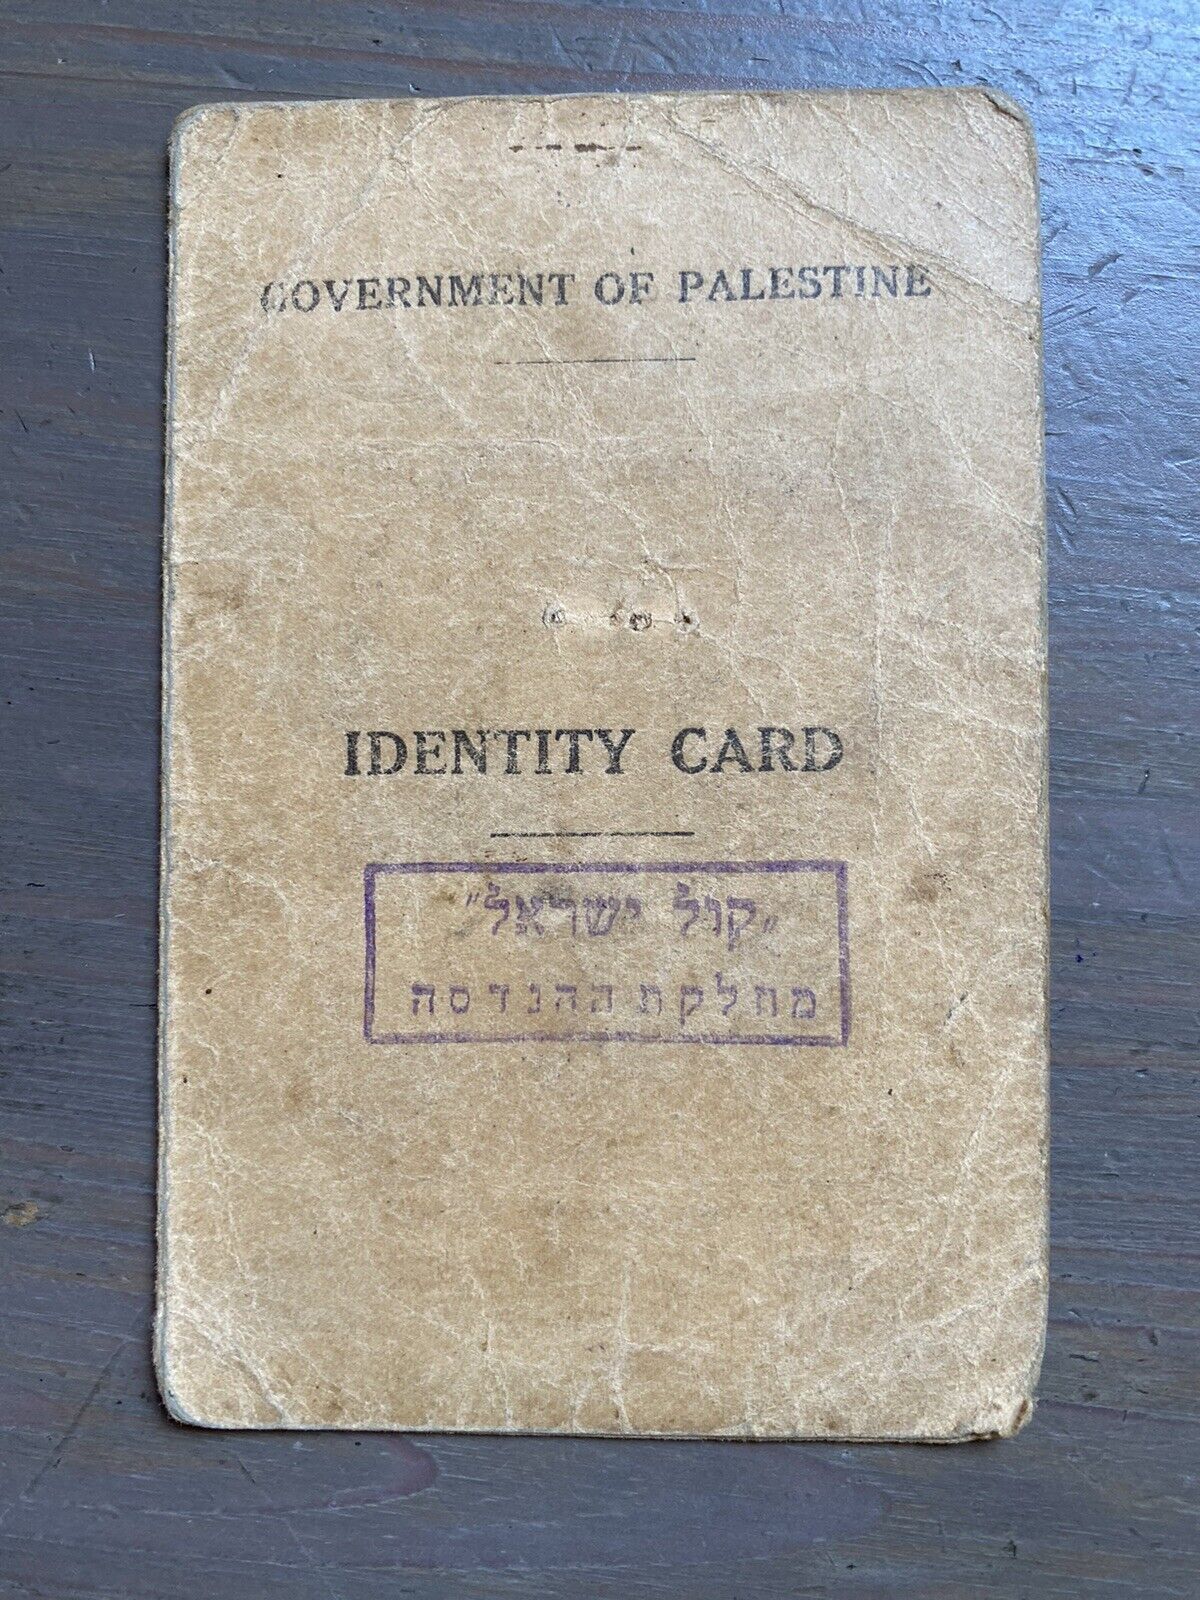 GOVERNMENT OF PALESTINE
IDENTITY CARD
„קול ישראל"
מחלקת ההנדסה